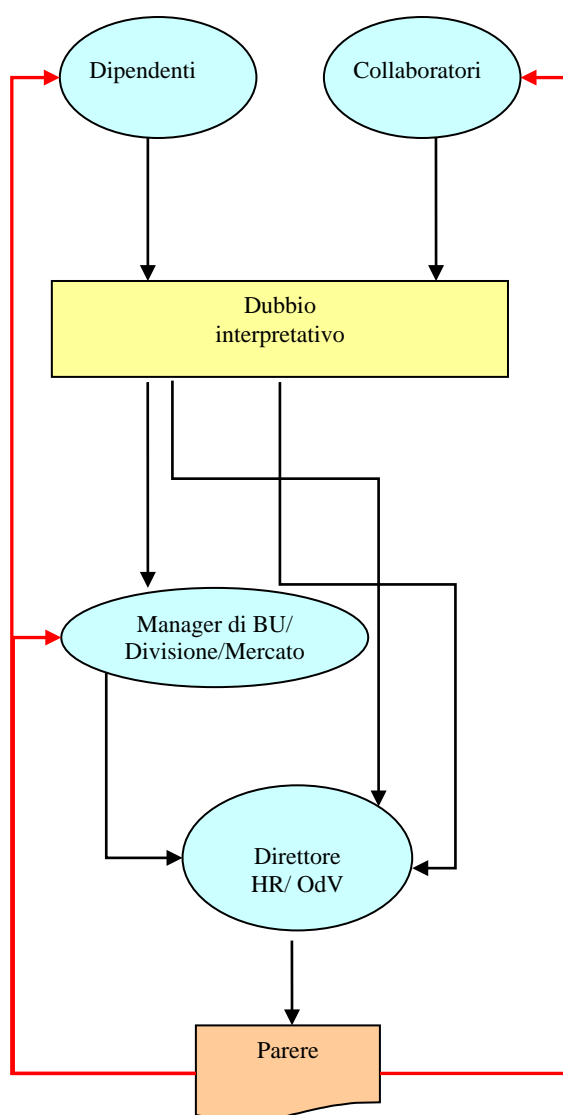 Dipendenti
Collaboratori
Dubbio
interpretativo
Manager di BU/
Divisione/Mercato
Direttore
HR/ OdV
Parere